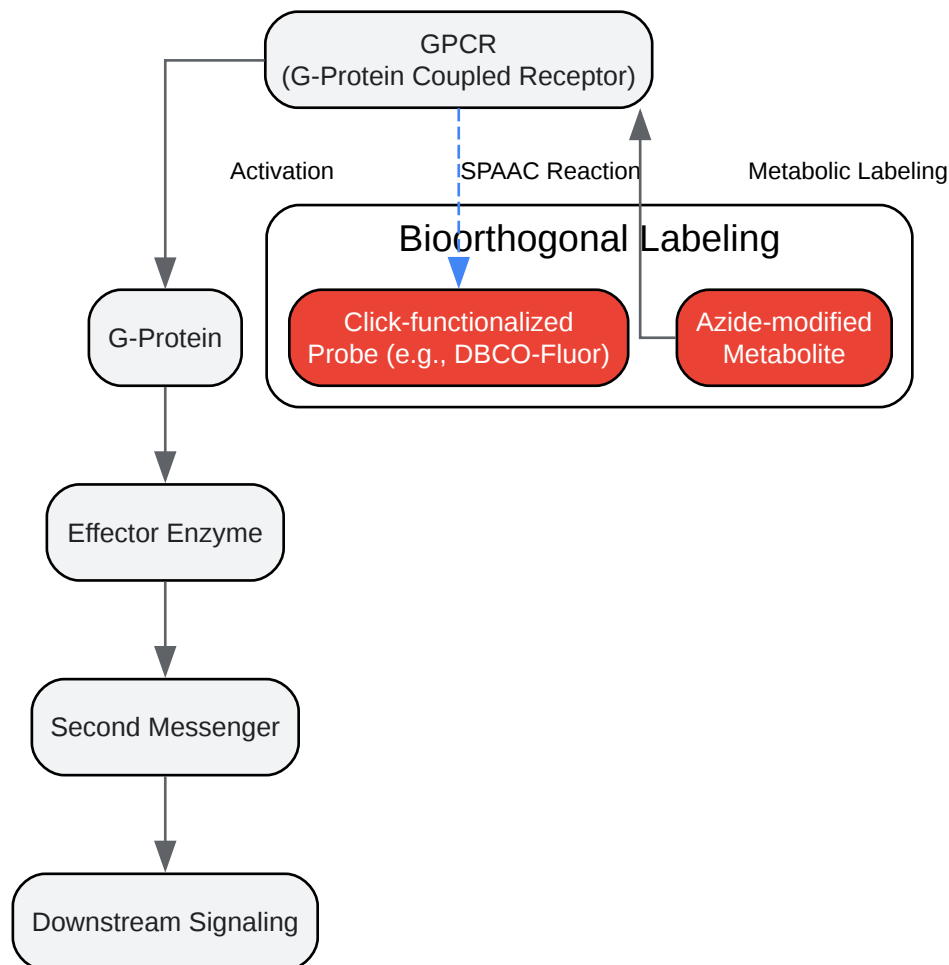 GPCR
(G-Protein Coupled Receptor)
Activation
SPAAC Reaction
Metabolic Labeling
Bioorthogonal Labeling
Click-functionalized
Probe (e.g., DBCO-Fluor)
Azide-modified
Metabolite
G-Protein
Effector Enzyme
Second Messenger
Downstream Signaling